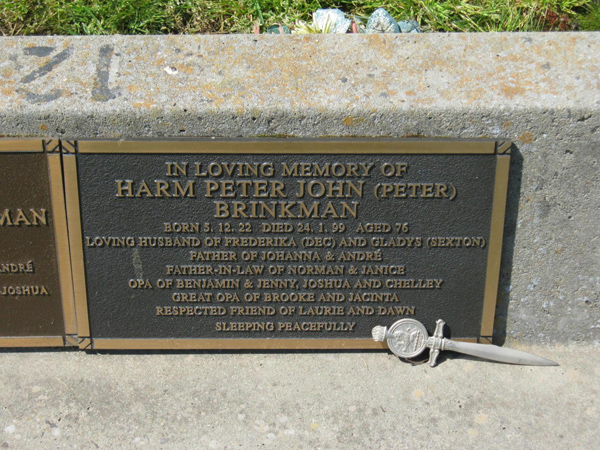 21
MAN
ANDRÉ
JOSHUA
IN LOVING MEMORY OF
HARM PETER JOHN (PETER)
BRINKMAN
BORN 5. 12. 22 DIED 24. 1. 99 AGED 76
LOVING HUSBAND OF FREDERIKA (DEC) AND GLADYS (SEXTON)
FATHER OF JOHANNA & ANDRÉ
FATHER-IN-LAW OF NORMAN & JANICE
OPA OF BENJAMIN & JENNY, JOSHUA AND CHELLEY
GREAT OPA OF BROOKE AND JACINTA
RESPECTED FRIEND OF LAURIE AND DAWN
SLEEPING PEACEFULLY